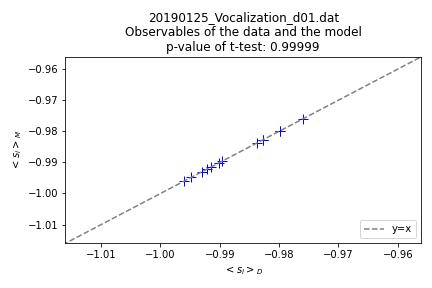 20190125_Vocalization_d01.dat
Observables of the data and the model
p-value of t-test: 0.99999
−0.96
−0.97
−0.98
−0.99
−1.00
−1.01
< s_i >_M
y=x
−1.01 −1.00 −0.99 −0.98 −0.97 −0.96
< s_i >_D